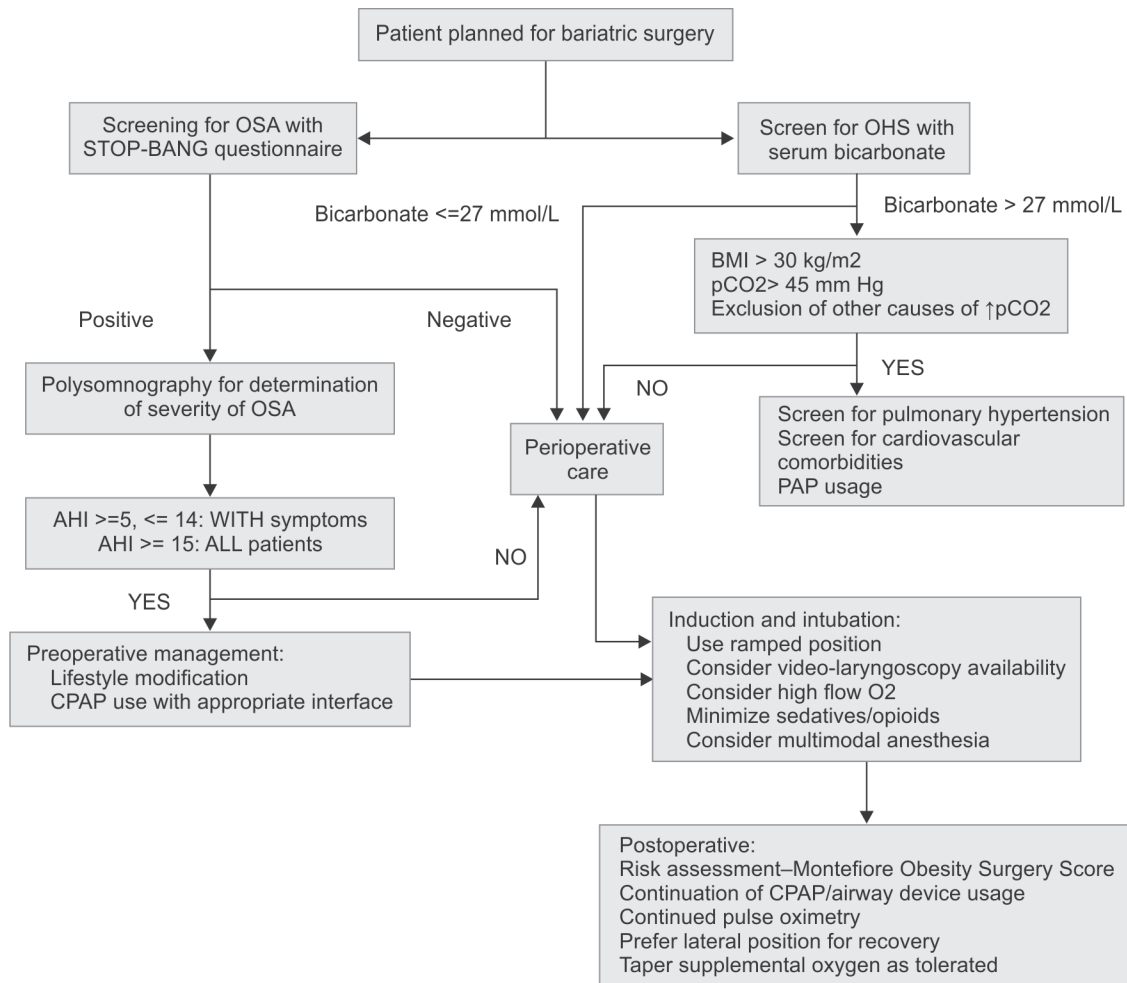 Patient planned for bariatric surgery
Screening for OSA with
STOP-BANG questionnaire
Screen for OHS with
serum bicarbonate
Bicarbonate <=27 mmol/L
Bicarbonate > 27 mmol/L
BMI > 30 kg/m2
pCO2> 45 mm Hg
Exclusion of other causes of ↑pCO2
Positive
Negative
NO
YES
Polysomnography for determination
of severity of OSA
Perioperative
care
Screen for pulmonary hypertension
Screen for cardiovascular
comorbidities
PAP usage
AHI >=5, <= 14: WITH symptoms
AHI >= 15: ALL patients
NO
YES
Preoperative management:
Lifestyle modification
CPAP use with appropriate interface
Induction and intubation:
Use ramped position
Consider video-laryngoscopy availability
Consider high flow O2
Minimize sedatives/opioids
Consider multimodal anesthesia
Postoperative:
Risk assessment–Montefiore Obesity Surgery Score
Continuation of CPAP/airway device usage
Continued pulse oximetry
Prefer lateral position for recovery
Taper supplemental oxygen as tolerated